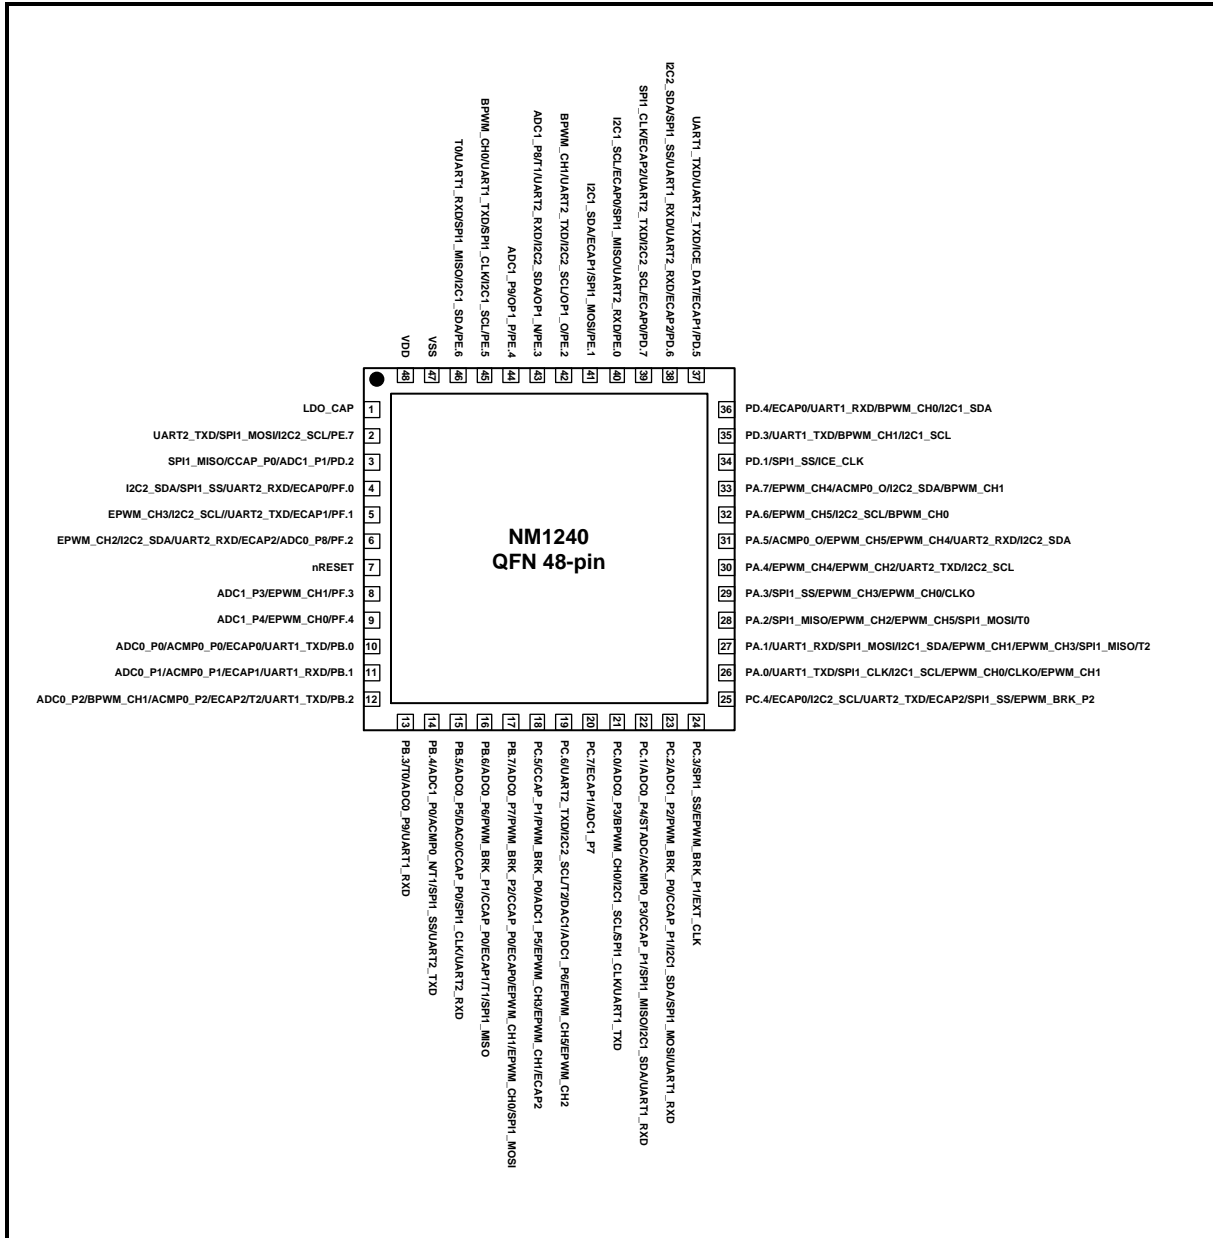 T0/UART1_RXD/SPI1_MISO/I2C1_SDA/PE.6
BPWM_CH0/UART1_TXD/SPI1_CLK/I2C1_SCL/PE.5
ADC1_P9/OP1_P/PE.4
ADC1_P8/T1/UART2_RXD/I2C2_SDA/OP1_N/PE.3
BPWM_CH1/UART2_TXD/I2C2_SCL/OP1_O/PE.2
I2C1_SDA/ECAP1/SPI1_MOSI/PE.1
I2C1_SCL/ECAP0/SPI1_MISO/UART2_RXD/PE.0
SPI1_CLK/ECAP2/UART2_TXD/I2C2_SCL/ECAP0/PD.7
I2C2_SDA/SPI1_SS/UART1_RXD/UART2_RXD/ECAP2/PD.6
UART1_TXD/UART2_TXD/ICE_DAT/ECAP1/PD.5
VDD
VSS
48
47
46
45
44
43
42
41
40
39
38
37
LDO_CAP 1
UART2_TXD/SPI1_MOSI/I2C2_SCL/PE.7 2
SPI1_MISO/CCAP_P0/ADC1_P1/PD.2 3
I2C2_SDA/SPI1_SS/UART2_RXD/ECAP0/PF.0 4
EPWM_CH3/I2C2_SCL//UART2_TXD/ECAP1/PF.1 5
EPWM_CH2/I2C2_SDA/UART2_RXD/ECAP2/ADC0_P8/PF.2 6
nRESET 7
ADC1_P3/EPWM_CH1/PF.3 8
ADC1_P4/EPWM_CH0/PF.4 9
ADC0_P0/ACMP0_P0/ECAP0/UART1_TXD/PB.0 10
ADC0_P1/ACMP0_P1/ECAP1/UART1_RXD/PB.1 11
ADC0_P2/BPWM_CH1/ACMP0_P2/ECAP2/T2/UART1_TXD/PB.2 12
NM1240
QFN 48-pin
36 PD.4/ECAP0/UART1_RXD/BPWM_CH0/I2C1_SDA
35 PD.3/UART1_TXD/BPWM_CH1/I2C1_SCL
34 PD.1/SPI1_SS/ICE_CLK
33 PA.7/EPWM_CH4/ACMP0_O/I2C2_SDA/BPWM_CH1
32 PA.6/EPWM_CH5/I2C2_SCL/BPWM_CH0
31 PA.5/ACMP0_O/EPWM_CH5/EPWM_CH4/UART2_RXD/I2C2_SDA
30 PA.4/EPWM_CH4/EPWM_CH2/UART2_TXD/I2C2_SCL
29 PA.3/SPI1_SS/EPWM_CH3/EPWM_CH0/CLKO
28 PA.2/SPI1_MISO/EPWM_CH2/EPWM_CH5/SPI1_MOSI/T0
27 PA.1/UART1_RXD/SPI1_MOSI/I2C1_SDA/EPWM_CH1/EPWM_CH3/SPI1_MISO/T2
26 PA.0/UART1_TXD/SPI1_CLK/I2C1_SCL/EPWM_CH0/CLKO/EPWM_CH1
25 PC.4/ECAP0/I2C2_SCL/UART2_TXD/ECAP2/SPI1_SS/EPWM_BRK_P2
13
14
15
16
17
18
19
20
21
22
23
24
PB.3/T0/ADC0_P9/UART1_RXD
PB.4/ADC1_P0/ACMP0_N/T1/SPI1_SS/UART2_TXD
PB.5/ADC0_P5/DAC0/CCAP_P0/SPI1_CLK/UART2_RXD
PB.6/ADC0_P6/PWM_BRK_P1/CCAP_P0/ECAP1/T1/SPI1_MISO
PB.7/ADC0_P7/PWM_BRK_P2/CCAP_P0/ECAP0/EPWM_CH1/EPWM_CH0/SPI1_MOSI
PC.5/CCAP_P1/PWM_BRK_P0/ADC1_P5/EPWM_CH3/EPWM_CH1/ECAP2
PC.6/UART2_TXD/I2C2_SCL/T2/DAC1/ADC1_P6/EPWM_CH5/EPWM_CH2
PC.7/ECAP1/ADC1_P7
PC.0/ADC0_P3/BPWM_CH0/I2C1_SCL/SPI1_CLK/UART1_TXD
PC.1/ADC0_P4/STADC/ACMP0_P3/CCAP_P1/SPI1_MISO/I2C1_SDA/UART1_RXD
PC.2/ADC1_P2/PWM_BRK_P0/CCAP_P1/I2C1_SDA/SPI1_MOSI/UART1_RXD
PC.3/SPI1_SS/EPWM_BRK_P1/EXT_CLK